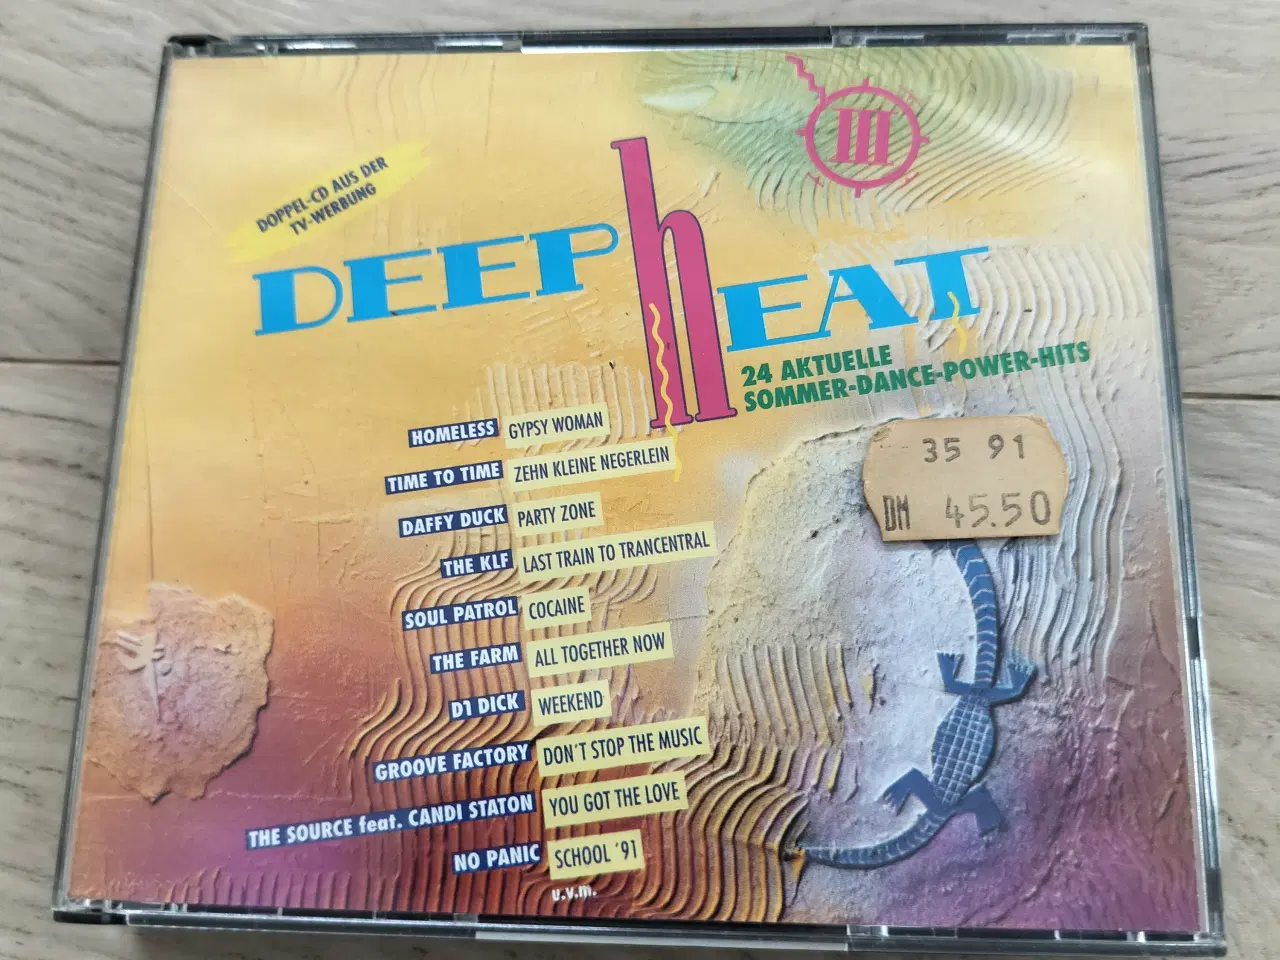 III
DOPPEL-CD AUS DER
TV-WERBUNG
DEEP hEAT
24 AKTUELLE
SOMMER-DANCE-POWER-HITS
35 91
DM 45.50
HOMELESS GYPSY WOMAN
TIME TO TIME ZEHN KLEINE NEGERLEIN
DAFFY DUCK PARTY ZONE
THE KLF LAST TRAIN TO TRANCENTRAL
SOUL PATROL COCAINE
THE FARM ALL TOGETHER NOW
D1 DICK WEEKEND
GROOVE FACTORY DON'T STOP THE MUSIC
THE SOURCE feat. CANDI STATON YOU GOT THE LOVE
NO PANIC SCHOOL '91
u.v.m.